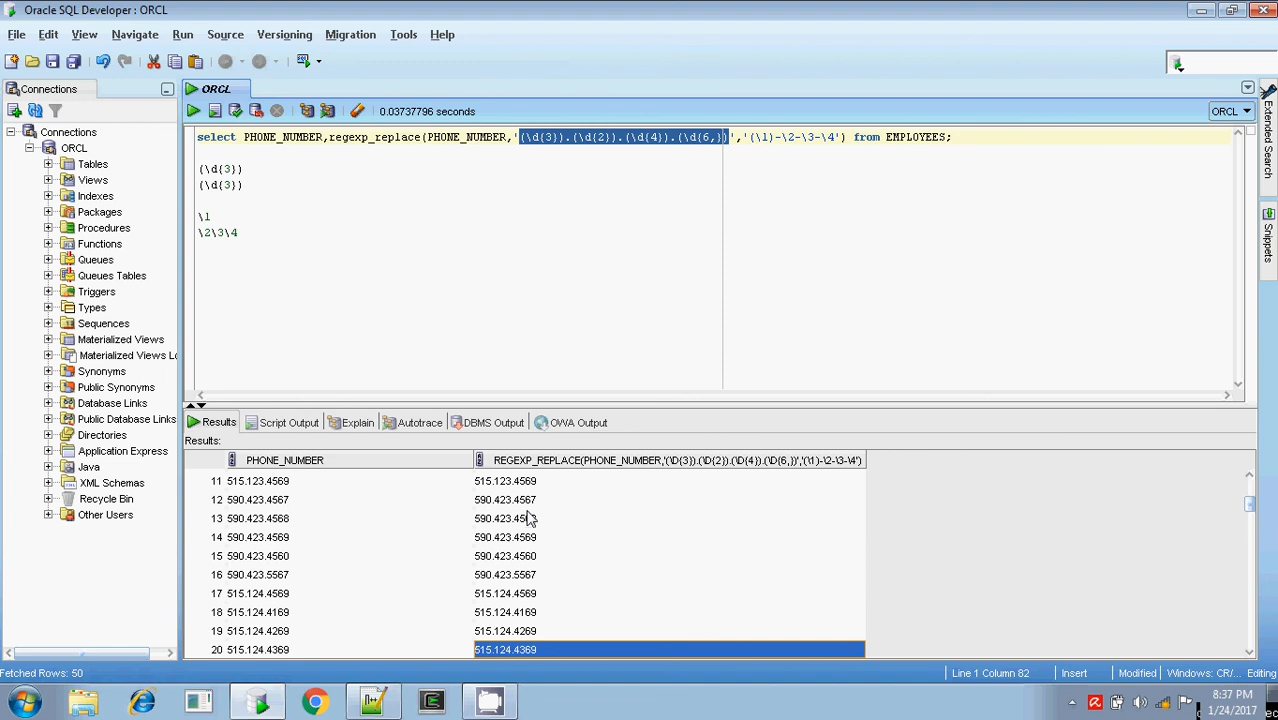 Oracle SQL Developer : ORCL
File Edit View Navigate Run Source Versioning Migration Tools Help
Connections
ORCL
0.03737796 seconds
ORCL
select PHONE_NUMBER,regexp_replace(PHONE_NUMBER,'(\d{3}).(\d{2}).(\d{4}).(\d{6,})','(\1)-\2-\3-\4') from EMPLOYEES;
(\d{3})
(\d{3})
\1
\2\3\4
Connections
ORCL
Tables
Views
Indexes
Packages
Procedures
Functions
Queues
Queues Tables
Triggers
Types
Sequences
Materialized Views
Materialized Views Lo
Synonyms
Public Synonyms
Database Links
Public Database Links
Directories
Application Express
Java
XML Schemas
Recycle Bin
Other Users
Extended Search
Snippets
Results Script Output Explain Autotrace DBMS Output OWA Output
Results:
PHONE_NUMBER REGEXP_REPLACE(PHONE_NUMBER,'(\D{3}).(\D{2}).(\D{4}).(\D{6,})','(\1)-\2-\3-\4')
11 515.123.4569 515.123.4569
12 590.423.4567 590.423.4567
13 590.423.4568 590.423.4568
14 590.423.4569 590.423.4569
15 590.423.4560 590.423.4560
16 590.423.5567 590.423.5567
17 515.124.4569 515.124.4569
18 515.124.4169 515.124.4169
19 515.124.4269 515.124.4269
20 515.124.4369 515.124.4369
Fetched Rows: 50
Line 1 Column 82 Insert Modified Windows: CR/... Editing
8:37 PM
1/24/2017